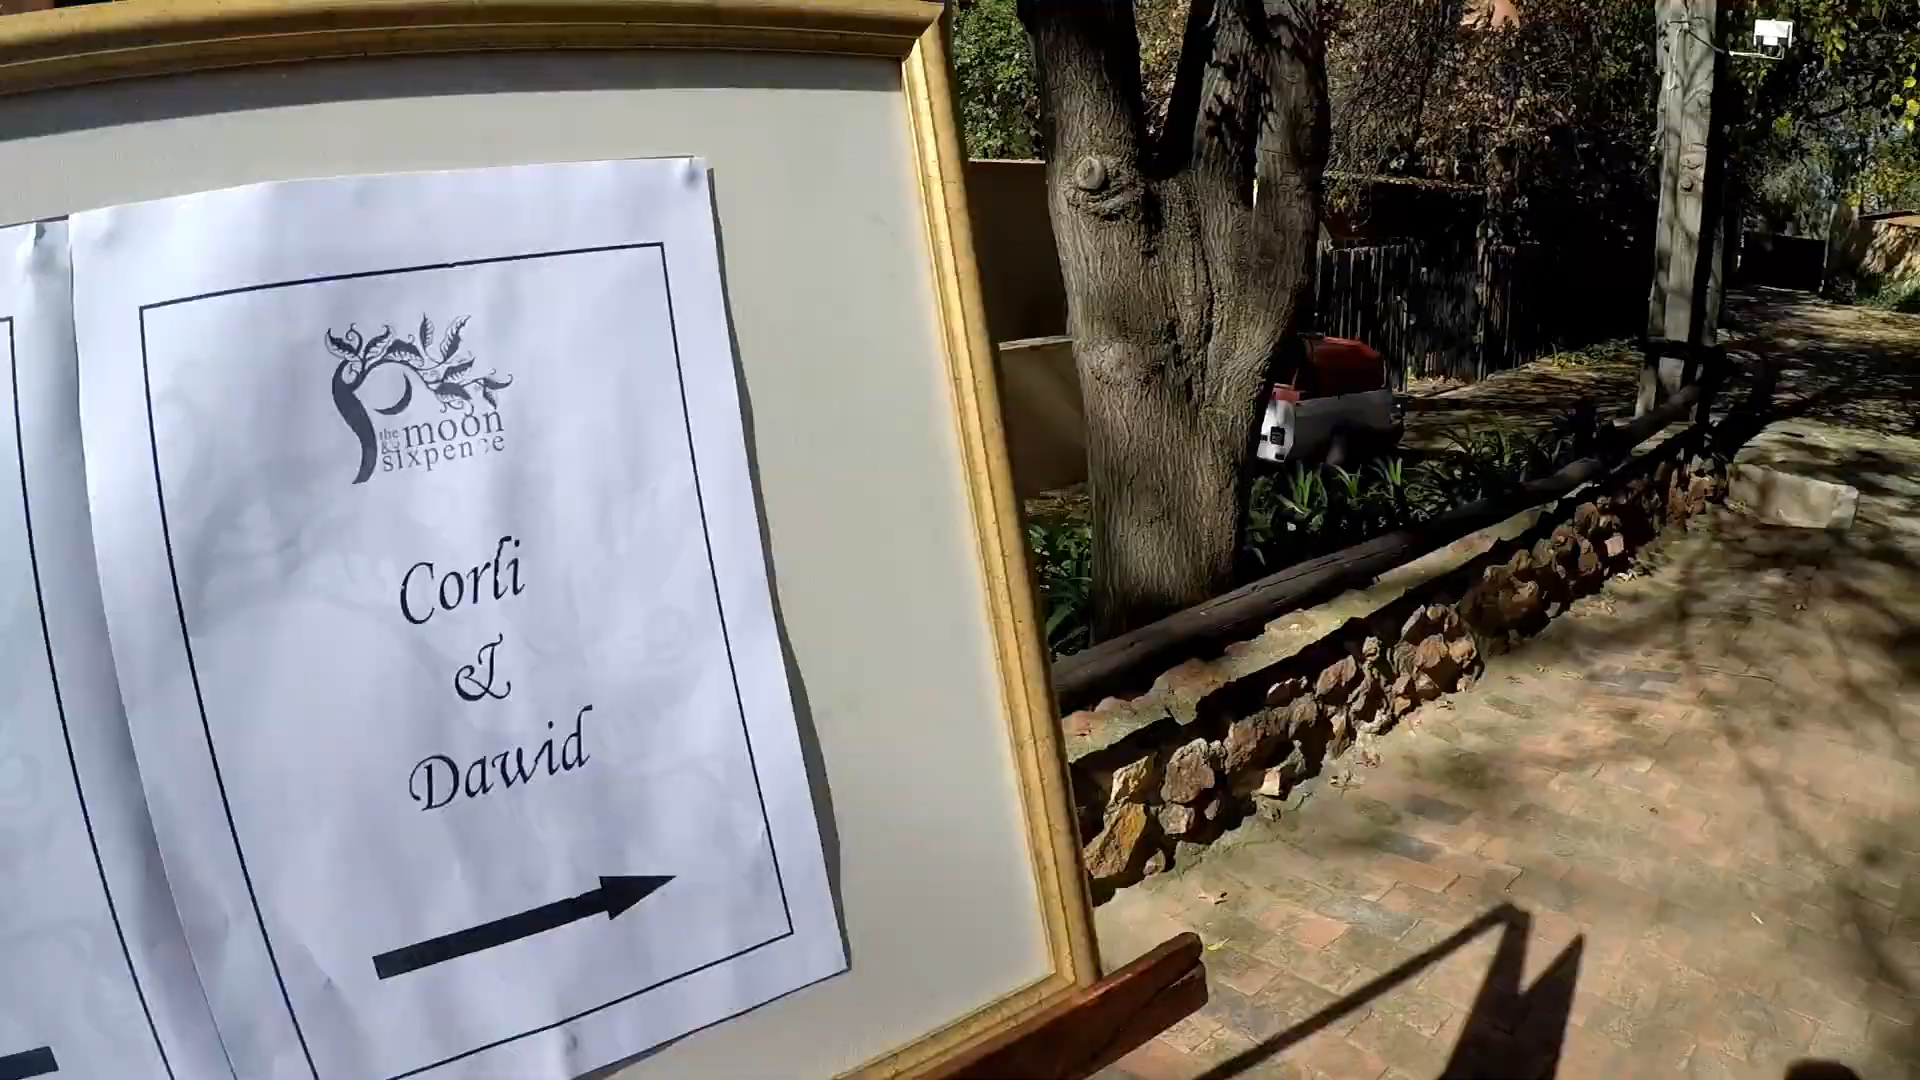 the moon
& sixpence
Corli
&
Dawid